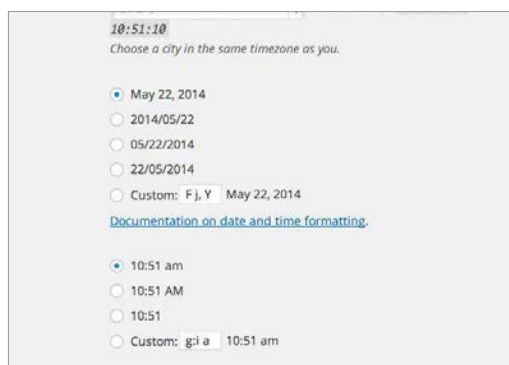 10:51:10
Choose a city in the same timezone as you.
May 22, 2014
2014/05/22
05/22/2014
22/05/2014
Custom: F j, Y May 22, 2014
Documentation on date and time formatting.
10:51 am
10:51 AM
10:51
Custom: g:i a 10:51 am